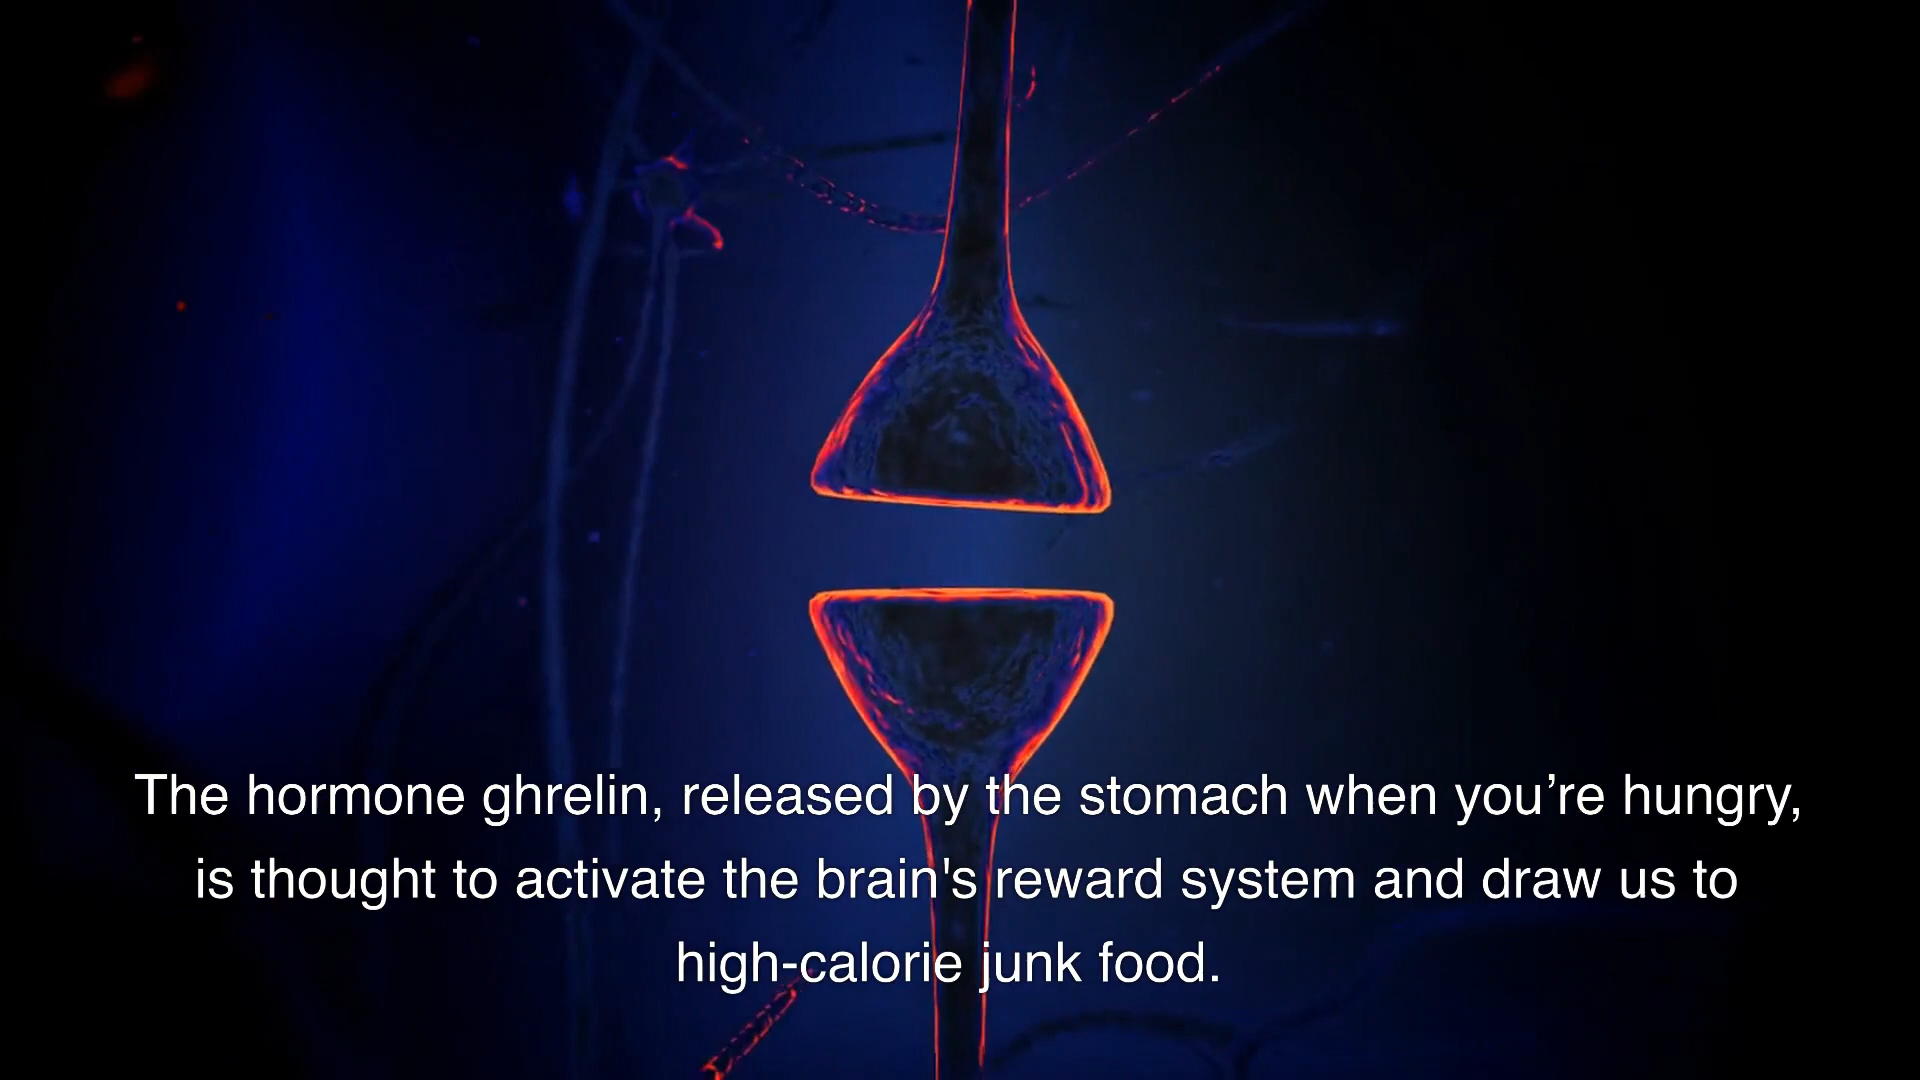 The hormone ghrelin, released by the stomach when you’re hungry,
is thought to activate the brain's reward system and draw us to
high-calorie junk food.